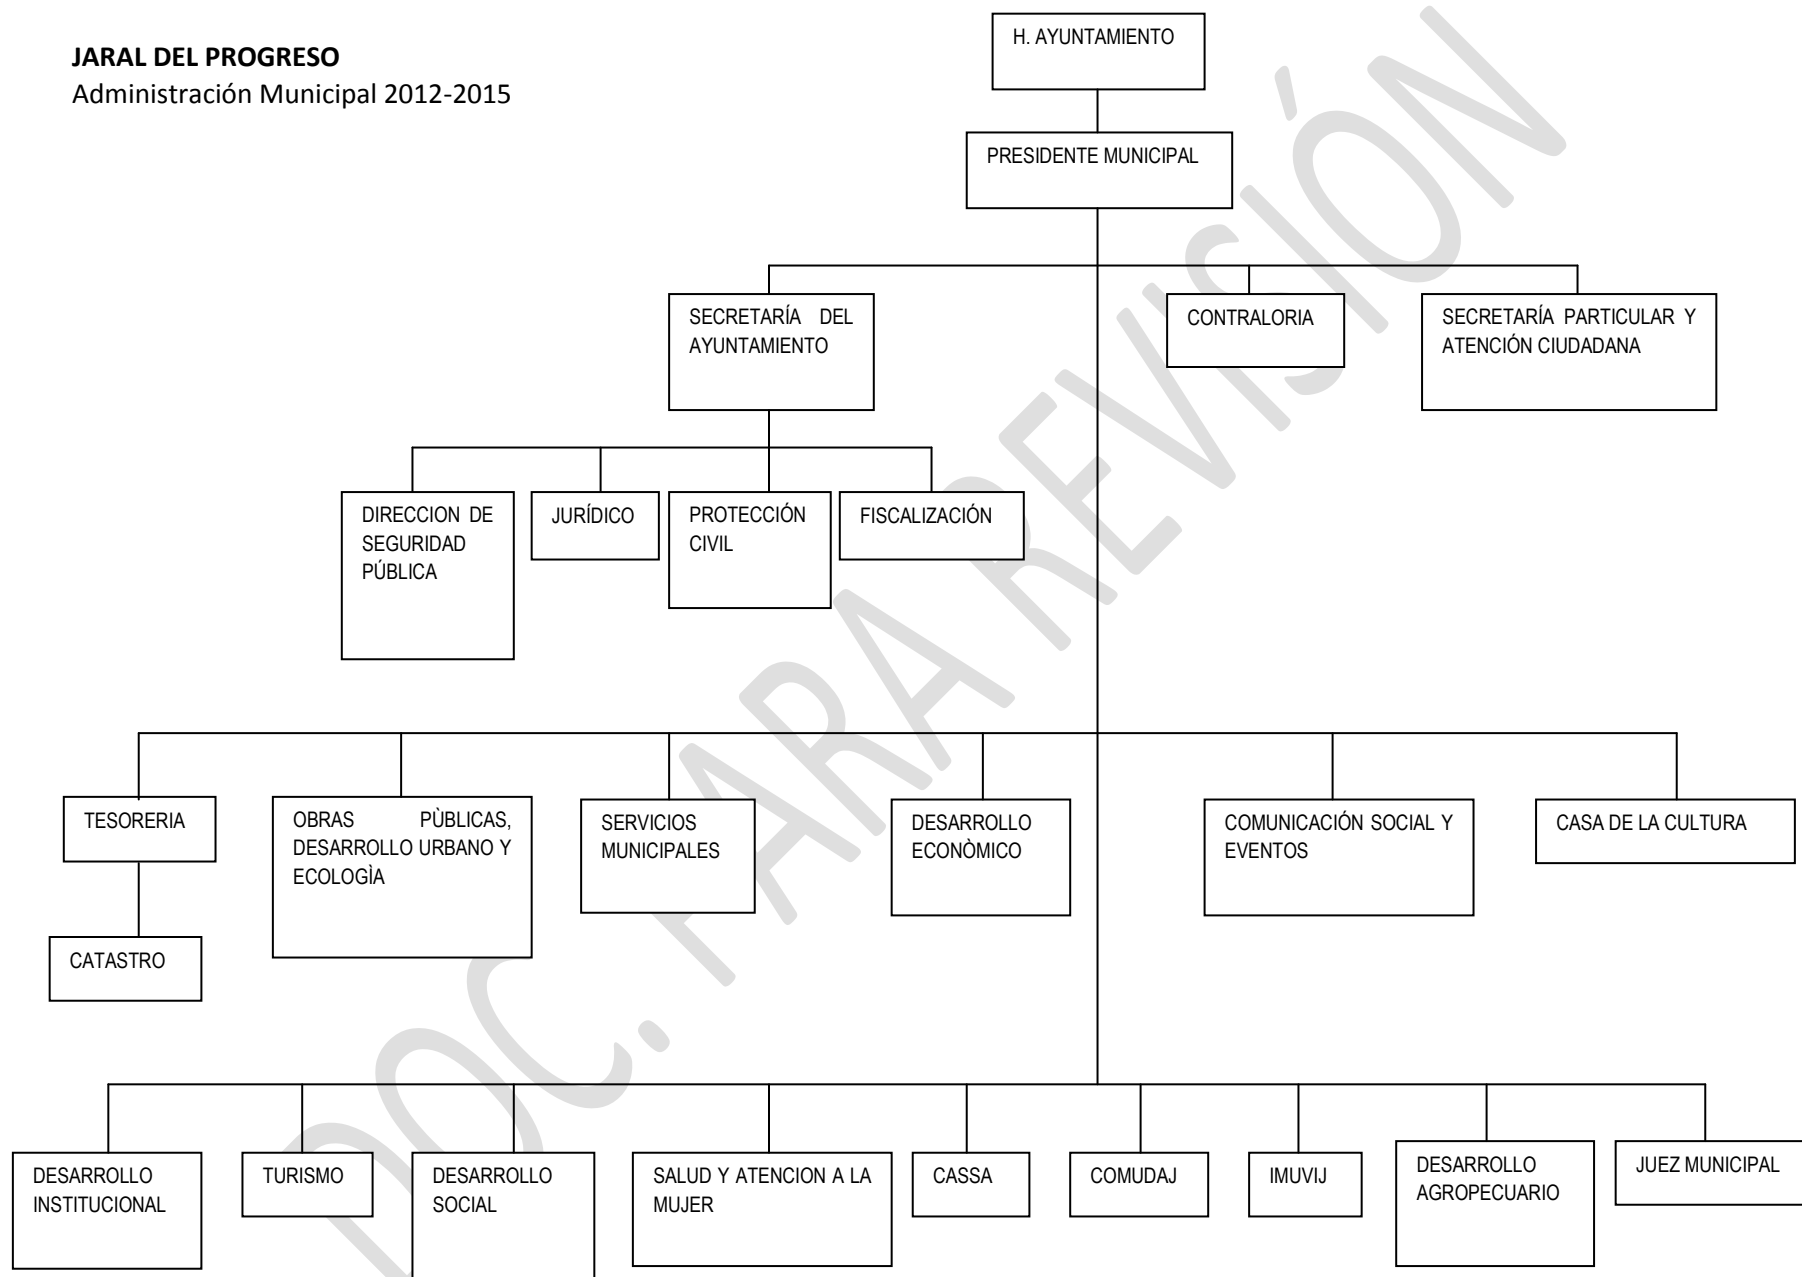 JARAL DEL PROGRESO
Administración Municipal 2012-2015
H. AYUNTAMIENTO
PRESIDENTE MUNICIPAL
SECRETARÍA DEL
AYUNTAMIENTO
CONTRALORIA
SECRETARÍA PARTICULAR Y
ATENCIÓN CIUDADANA
DIRECCION DE
SEGURIDAD
PÚBLICA
JURÍDICO
PROTECCIÓN
CIVIL
FISCALIZACIÓN
TESORERIA
OBRAS PÙBLICAS,
DESARROLLO URBANO Y
ECOLOGÌA
SERVICIOS
MUNICIPALES
DESARROLLO
ECONÒMICO
COMUNICACIÓN SOCIAL Y
EVENTOS
CASA DE LA CULTURA
CATASTRO
DESARROLLO
INSTITUCIONAL
TURISMO
DESARROLLO
SOCIAL
SALUD Y ATENCION A LA
MUJER
CASSA
COMUDAJ
IMUVIJ
DESARROLLO
AGROPECUARIO
JUEZ MUNICIPAL
DOC. PARA REVISIÓN